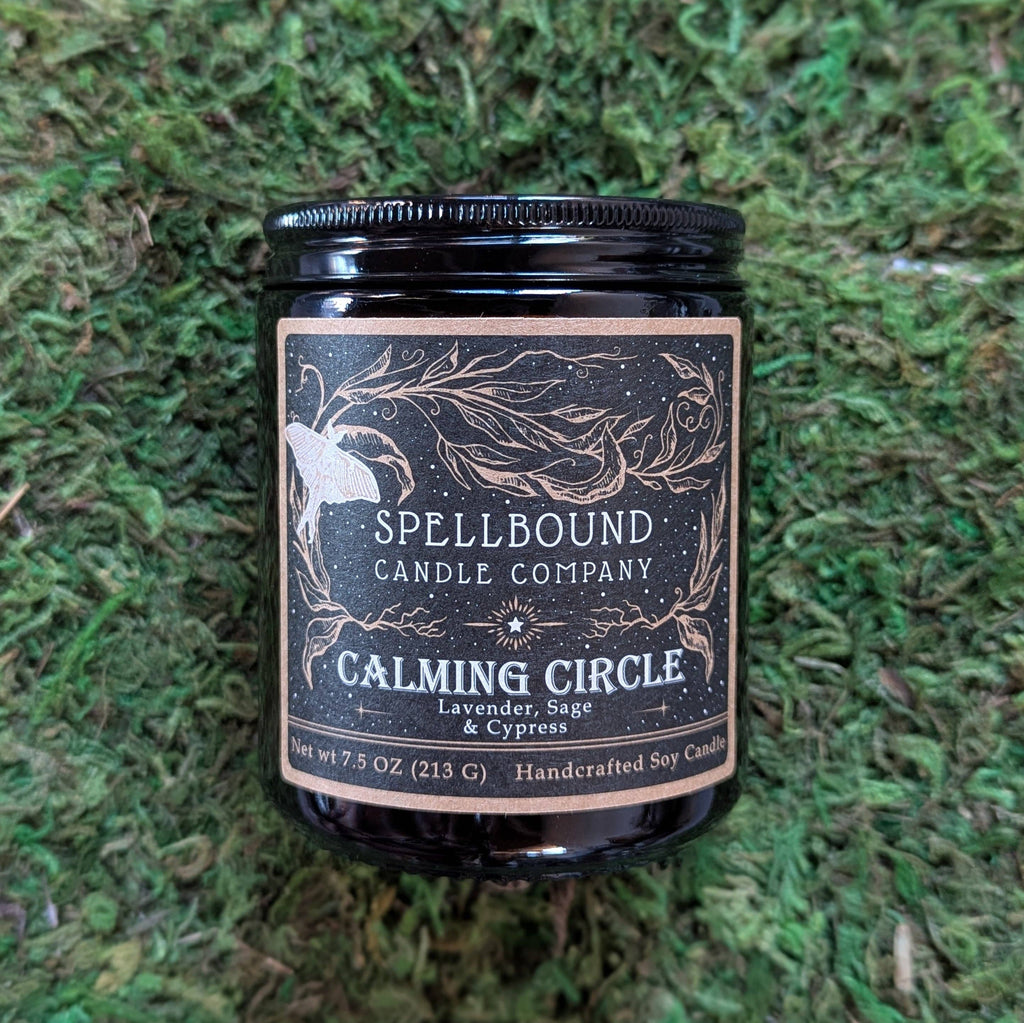 SPELLBOUND
CANDLE COMPANY
CALMING CIRCLE
Lavender, Sage
& Cypress
Net wt 7.5 OZ (213 G) Handcrafted Soy Candle